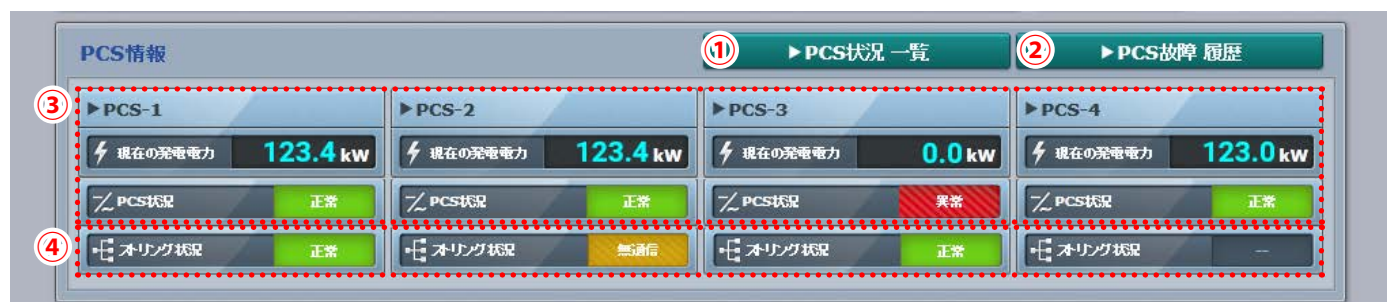 PCS情報
① ▶PCS状況 一覧
② ▶PCS故障 履歴
③
▶PCS-1
▶PCS-2
▶PCS-3
▶PCS-4
現在の発電電力 123.4 kW
現在の発電電力 123.4 kW
現在の発電電力 0.0 kW
現在の発電電力 123.0 kW
PCS状況 正常
PCS状況 正常
PCS状況 異常
PCS状況 正常
④
ストリング状況 正常
ストリング状況 無通信
ストリング状況 正常
ストリング状況 ---